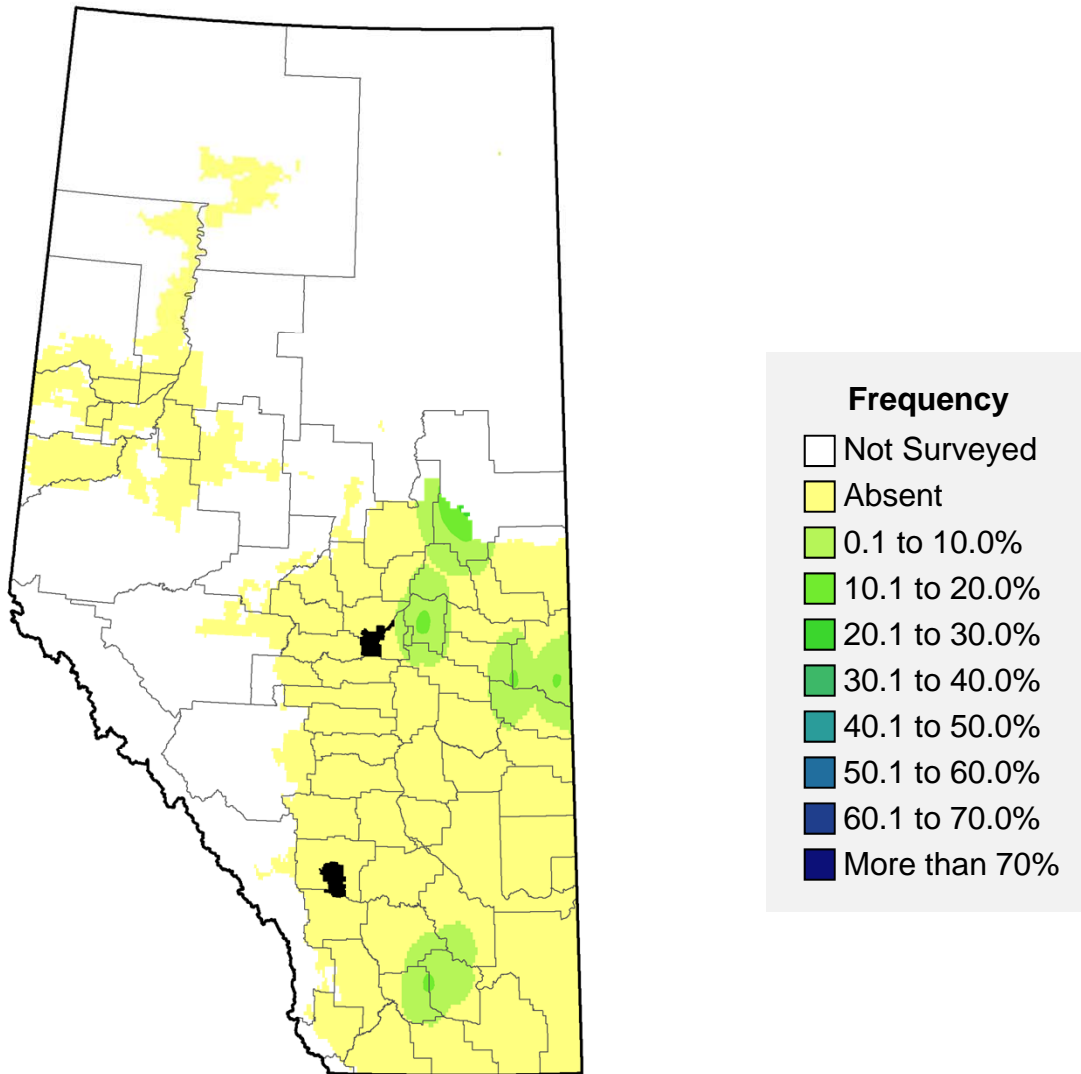 Frequency
Not Surveyed
Absent
0.1 to 10.0%
10.1 to 20.0%
20.1 to 30.0%
30.1 to 40.0%
40.1 to 50.0%
50.1 to 60.0%
60.1 to 70.0%
More than 70%